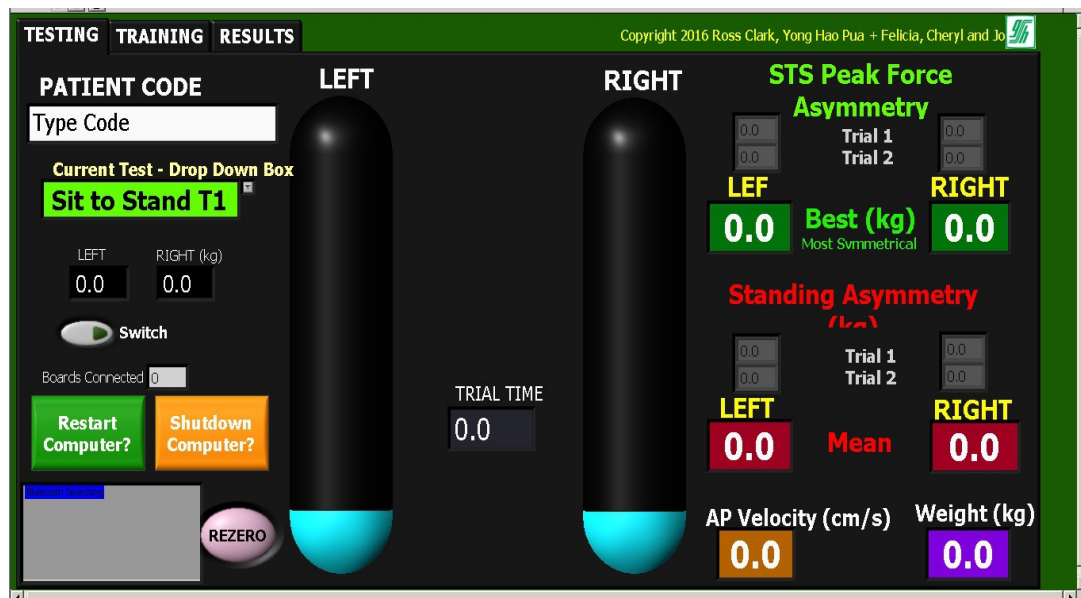 TESTING TRAINING RESULTS
Copyright 2016 Ross Clark, Yong Hao Pua + Felicia, Cheryl and Jo
PATIENT CODE
Type Code
Current Test - Drop Down Box
Sit to Stand T1
LEFT RIGHT (kg)
0.0 0.0
Switch
Boards Connected 0
Restart
Computer?
Shutdown
Computer?
Bluetooth Searching
REZERO
LEFT
RIGHT
TRIAL TIME
0.0
STS Peak Force
Asymmetry
0.0 Trial 1 0.0
0.0 Trial 2 0.0
LEF RIGHT
0.0 Best (kg) 0.0
Most Symmetrical
Standing Asymmetry
(kg)
0.0 Trial 1 0.0
0.0 Trial 2 0.0
LEFT RIGHT
0.0 Mean 0.0
AP Velocity (cm/s) Weight (kg)
0.0 0.0